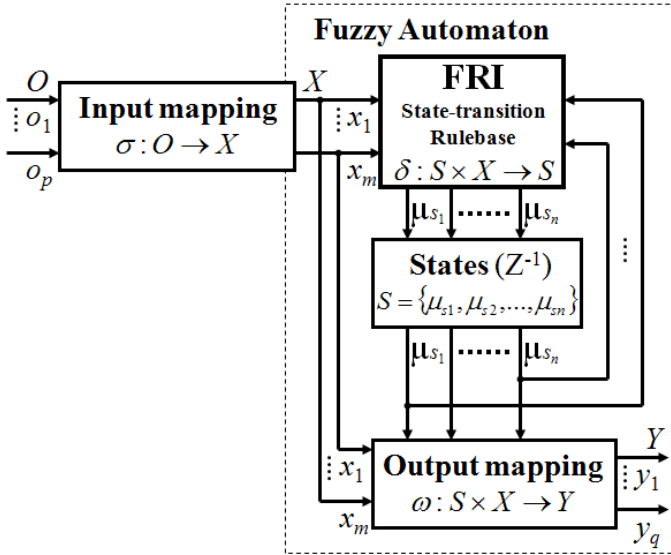 Fuzzy Automaton
O
o₁
oₚ
Input mapping
σ : O → X
X
x₁
xₘ
FRI
State-transition
Rulebase
δ : S × X → S
μs₁ ........ μsₙ
States (Z⁻¹)
S = {μs1, μs2,..., μsn}
μs₁ ........ μsₙ
x₁
xₘ
Output mapping
ω : S × X → Y
Y
y₁
y_q